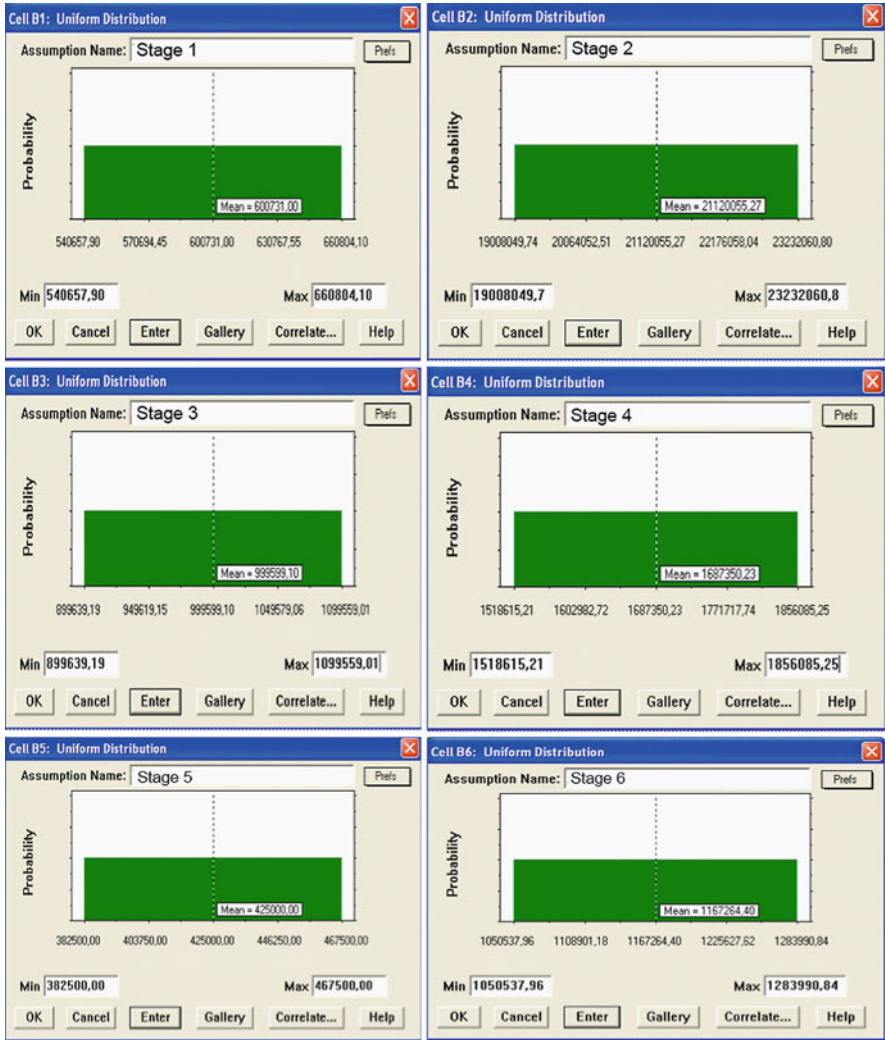 Cell B1: Uniform Distribution
Assumption Name: Stage 1 Prefs
Probability
Mean = 600731,00
540657,90 570694,45 600731,00 630767,55 660804,10
Min 540657,90 Max 660804,10
OK Cancel Enter Gallery Correlate... Help
Cell B2: Uniform Distribution
Assumption Name: Stage 2 Prefs
Probability
Mean = 21120055,27
19008049,74 20064052,51 21120055,27 22176058,04 23232060,80
Min 19008049,7 Max 23232060,8
OK Cancel Enter Gallery Correlate... Help
Cell B3: Uniform Distribution
Assumption Name: Stage 3 Prefs
Probability
Mean = 999599,10
899639,19 949619,15 999599,10 1049579,06 1099559,01
Min 899639,19 Max 1099559,01
OK Cancel Enter Gallery Correlate... Help
Cell B4: Uniform Distribution
Assumption Name: Stage 4 Prefs
Probability
Mean = 1687350,23
1518615,21 1602982,72 1687350,23 1771717,74 1856085,25
Min 1518615,21 Max 1856085,25
OK Cancel Enter Gallery Correlate... Help
Cell B5: Uniform Distribution
Assumption Name: Stage 5 Prefs
Probability
Mean = 425000,00
382500,00 403750,00 425000,00 446250,00 467500,00
Min 382500,00 Max 467500,00
OK Cancel Enter Gallery Correlate... Help
Cell B6: Uniform Distribution
Assumption Name: Stage 6 Prefs
Probability
Mean = 1167264,40
1050537,96 1108901,18 1167264,40 1225627,62 1283990,84
Min 1050537,96 Max 1283990,84
OK Cancel Enter Gallery Correlate... Help